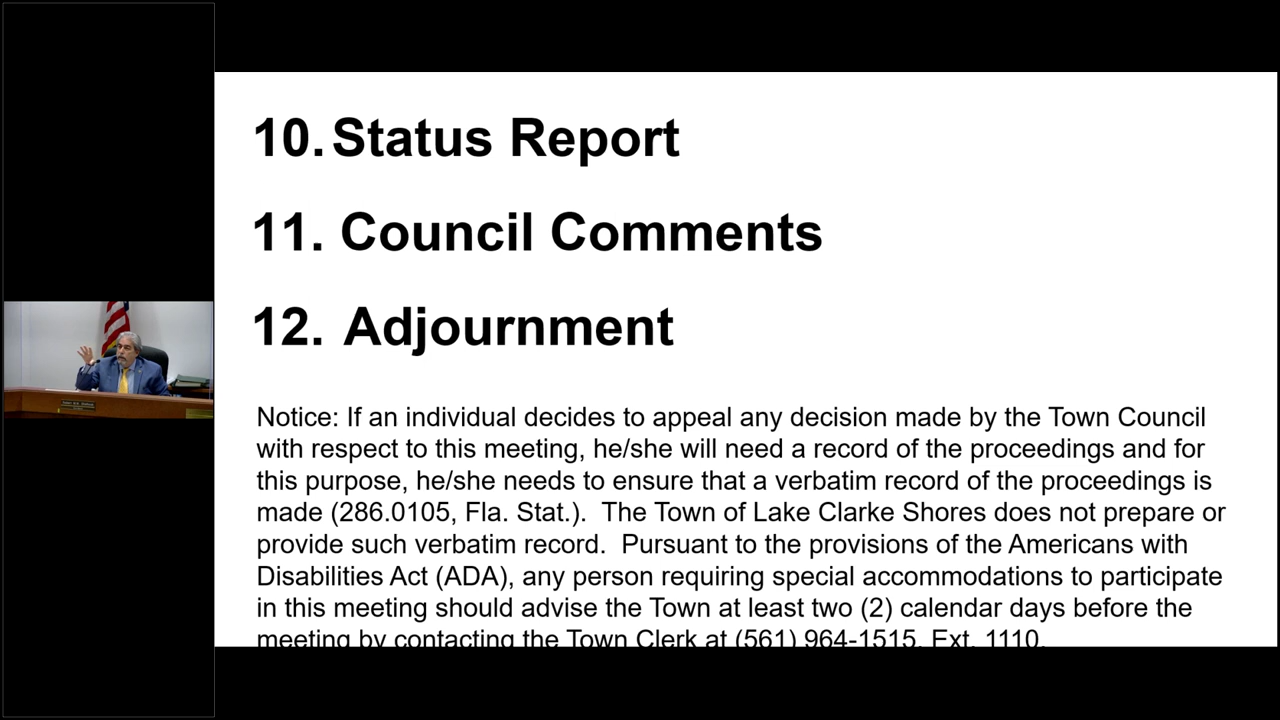 10. Status Report
11. Council Comments
12. Adjournment
Notice: If an individual decides to appeal any decision made by the Town Council
with respect to this meeting, he/she will need a record of the proceedings and for
this purpose, he/she needs to ensure that a verbatim record of the proceedings is
made (286.0105, Fla. Stat.).  The Town of Lake Clarke Shores does not prepare or
provide such verbatim record.  Pursuant to the provisions of the Americans with
Disabilities Act (ADA), any person requiring special accommodations to participate
in this meeting should advise the Town at least two (2) calendar days before the
meeting by contacting the Town Clerk at (561) 964-1515, Ext. 1110.